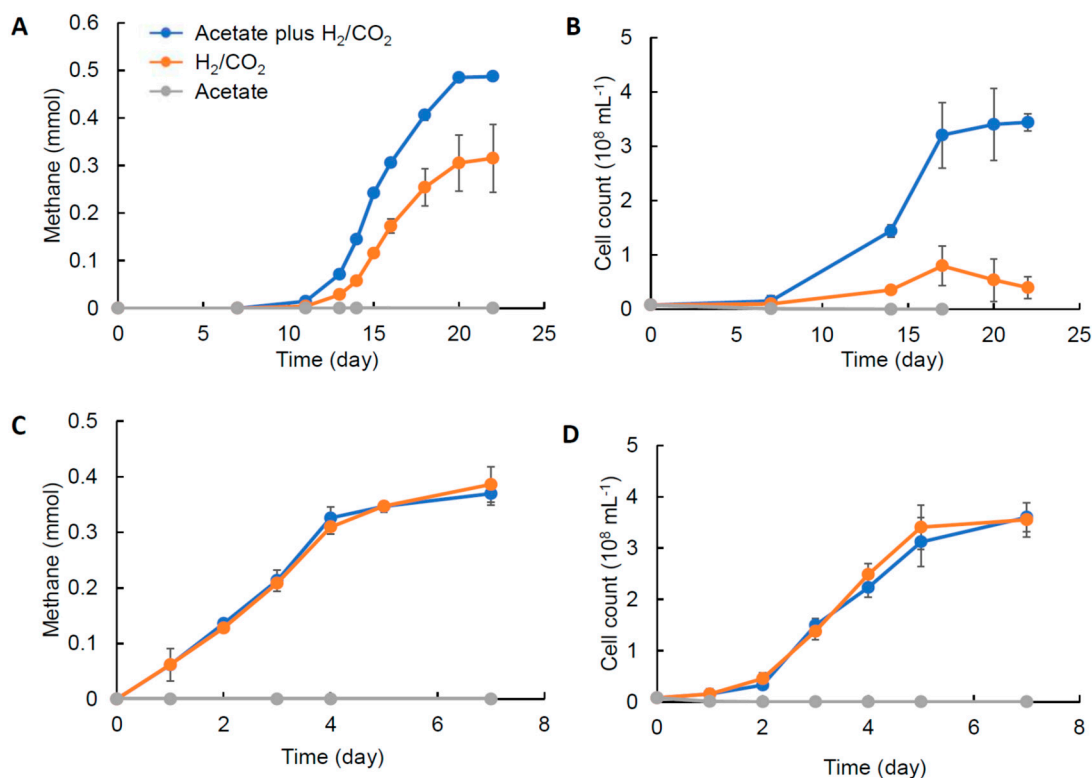 A
Methane (mmol)
0.6
0.5
0.4
0.3
0.2
0.1
0
Acetate plus H₂/CO₂
H₂/CO₂
Acetate
0 5 10 15 20 25
Time (day)
B
Cell count (10⁸ mL⁻¹)
5
4
3
2
1
0
0 5 10 15 20 25
Time (day)
C
Methane (mmol)
0.5
0.4
0.3
0.2
0.1
0
0 2 4 6 8
Time (day)
D
Cell count (10⁸ mL⁻¹)
5
4
3
2
1
0
0 2 4 6 8
Time (day)